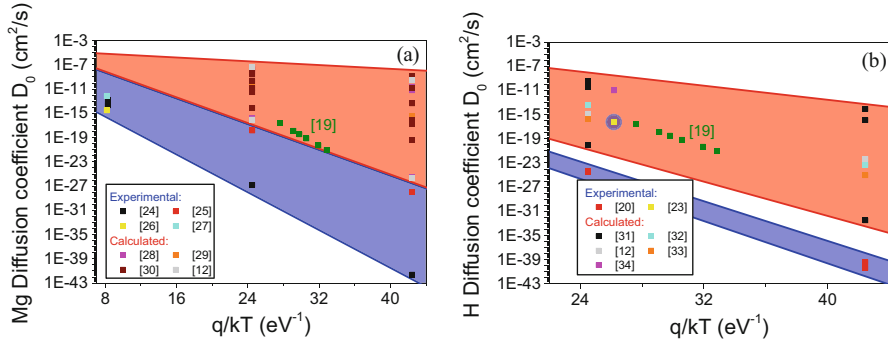 (a)
Mg Diffusion coefficient D₀ (cm²/s)
1E-3
1E-7
1E-11
1E-15
1E-19
1E-23
1E-27
1E-31
1E-35
1E-39
1E-43
[19]
Experimental:
[24] [25]
[26] [27]
Calculated:
[28] [29]
[30] [12]
8 16 24 32 40
q/kT (eV⁻¹)
(b)
H Diffusion coefficient D₀ (cm²/s)
1E-3
1E-7
1E-11
1E-15
1E-19
1E-23
1E-27
1E-31
1E-35
1E-39
1E-43
[19]
Experimental:
[20] [23]
Calculated:
[31] [32]
[12] [33]
[34]
24 32 40
q/kT (eV⁻¹)